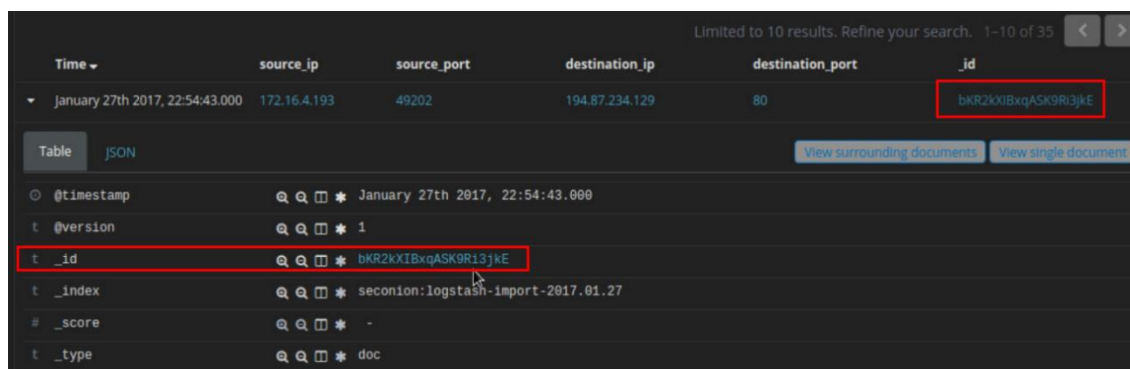 Limited to 10 results. Refine your search. 1–10 of 35
Time source_ip source_port destination_ip destination_port _id
January 27th 2017, 22:54:43.000 172.16.4.193 49202 194.87.234.129 80 bKR2kXIBxqASK9Ri3jkE
Table JSON View surrounding documents View single document
@timestamp January 27th 2017, 22:54:43.000
t @version 1
t _id bKR2kXIBxqASK9Ri3jkE
t _index seconion:logstash-import-2017.01.27
# _score -
t _type doc